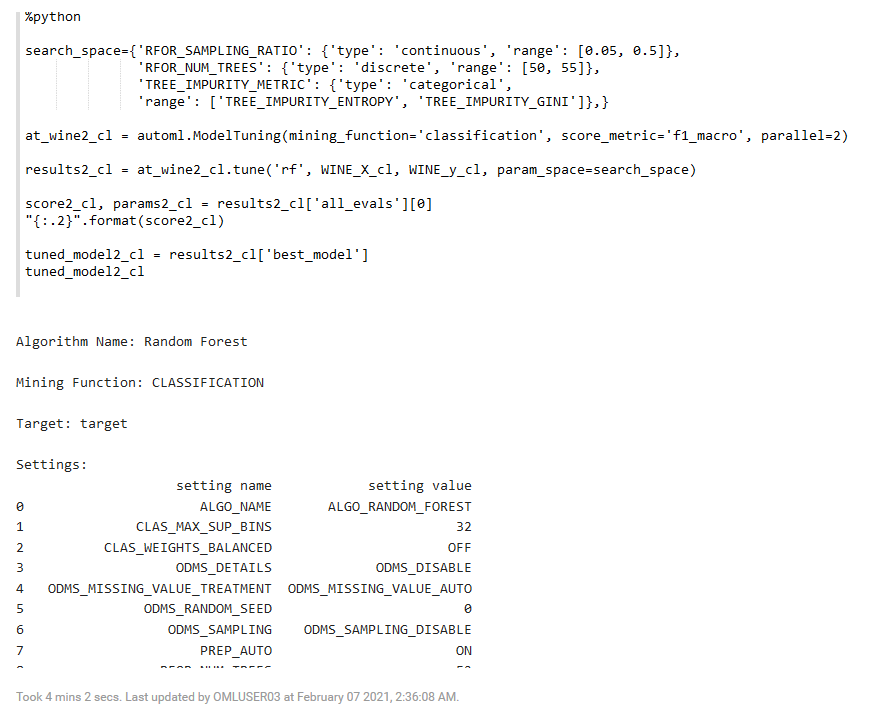 %python
search_space={'RFOR_SAMPLING_RATIO': {'type': 'continuous', 'range': [0.05, 0.5]},
'RFOR_NUM_TREES': {'type': 'discrete', 'range': [50, 55]},
'TREE_IMPURITY_METRIC': {'type': 'categorical',
'range': ['TREE_IMPURITY_ENTROPY', 'TREE_IMPURITY_GINI']},}
at_wine2_cl = automl.ModelTuning(mining_function='classification', score_metric='f1_macro', parallel=2)
results2_cl = at_wine2_cl.tune('rf', WINE_X_cl, WINE_y_cl, param_space=search_space)
score2_cl, params2_cl = results2_cl['all_evals'][0]
"{:.2}".format(score2_cl)
tuned_model2_cl = results2_cl['best_model']
tuned_model2_cl
Algorithm Name: Random Forest
Mining Function: CLASSIFICATION
Target: target
Settings:
setting name setting value
0 ALGO_NAME ALGO_RANDOM_FOREST
1 CLAS_MAX_SUP_BINS 32
2 CLAS_WEIGHTS_BALANCED OFF
3 ODMS_DETAILS ODMS_DISABLE
4 ODMS_MISSING_VALUE_TREATMENT ODMS_MISSING_VALUE_AUTO
5 ODMS_RANDOM_SEED 0
6 ODMS_SAMPLING ODMS_SAMPLING_DISABLE
7 PREP_AUTO ON
Took 4 mins 2 secs. Last updated by OMLUSER03 at February 07 2021, 2:36:08 AM.